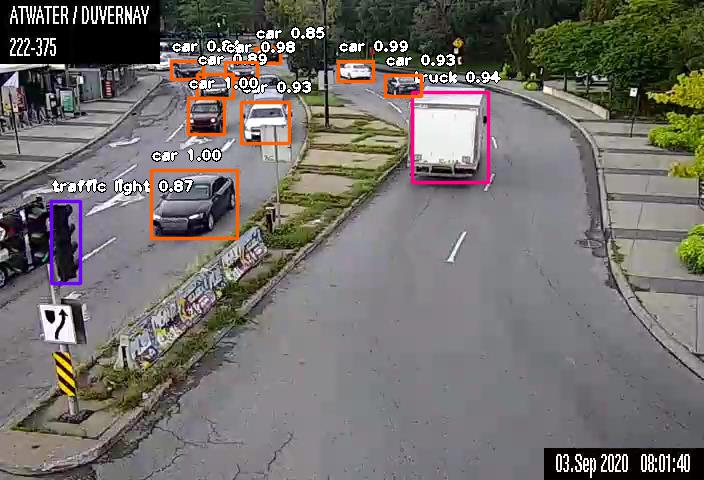 ATWATER / DUVERNAY
222-375
car 0.85
car 0.98
car 0.99
car 0.89
car 0.93
truck 0.94
car 1.00
car 0.93
car 1.00
traffic light 0.87
03.Sep 2020 08:01:40